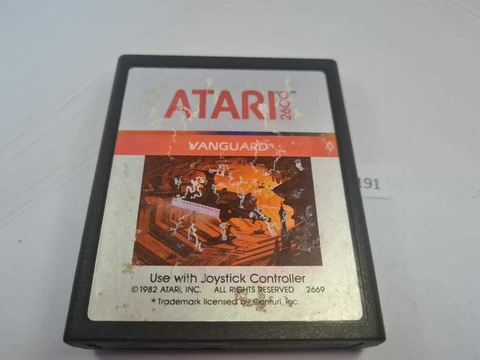 ATARI 2600™
VANGUARD*
191
Use with Joystick Controller
© 1982 ATARI, INC. ALL RIGHTS RESERVED 2669
* Trademark licensed by Centuri, Inc.